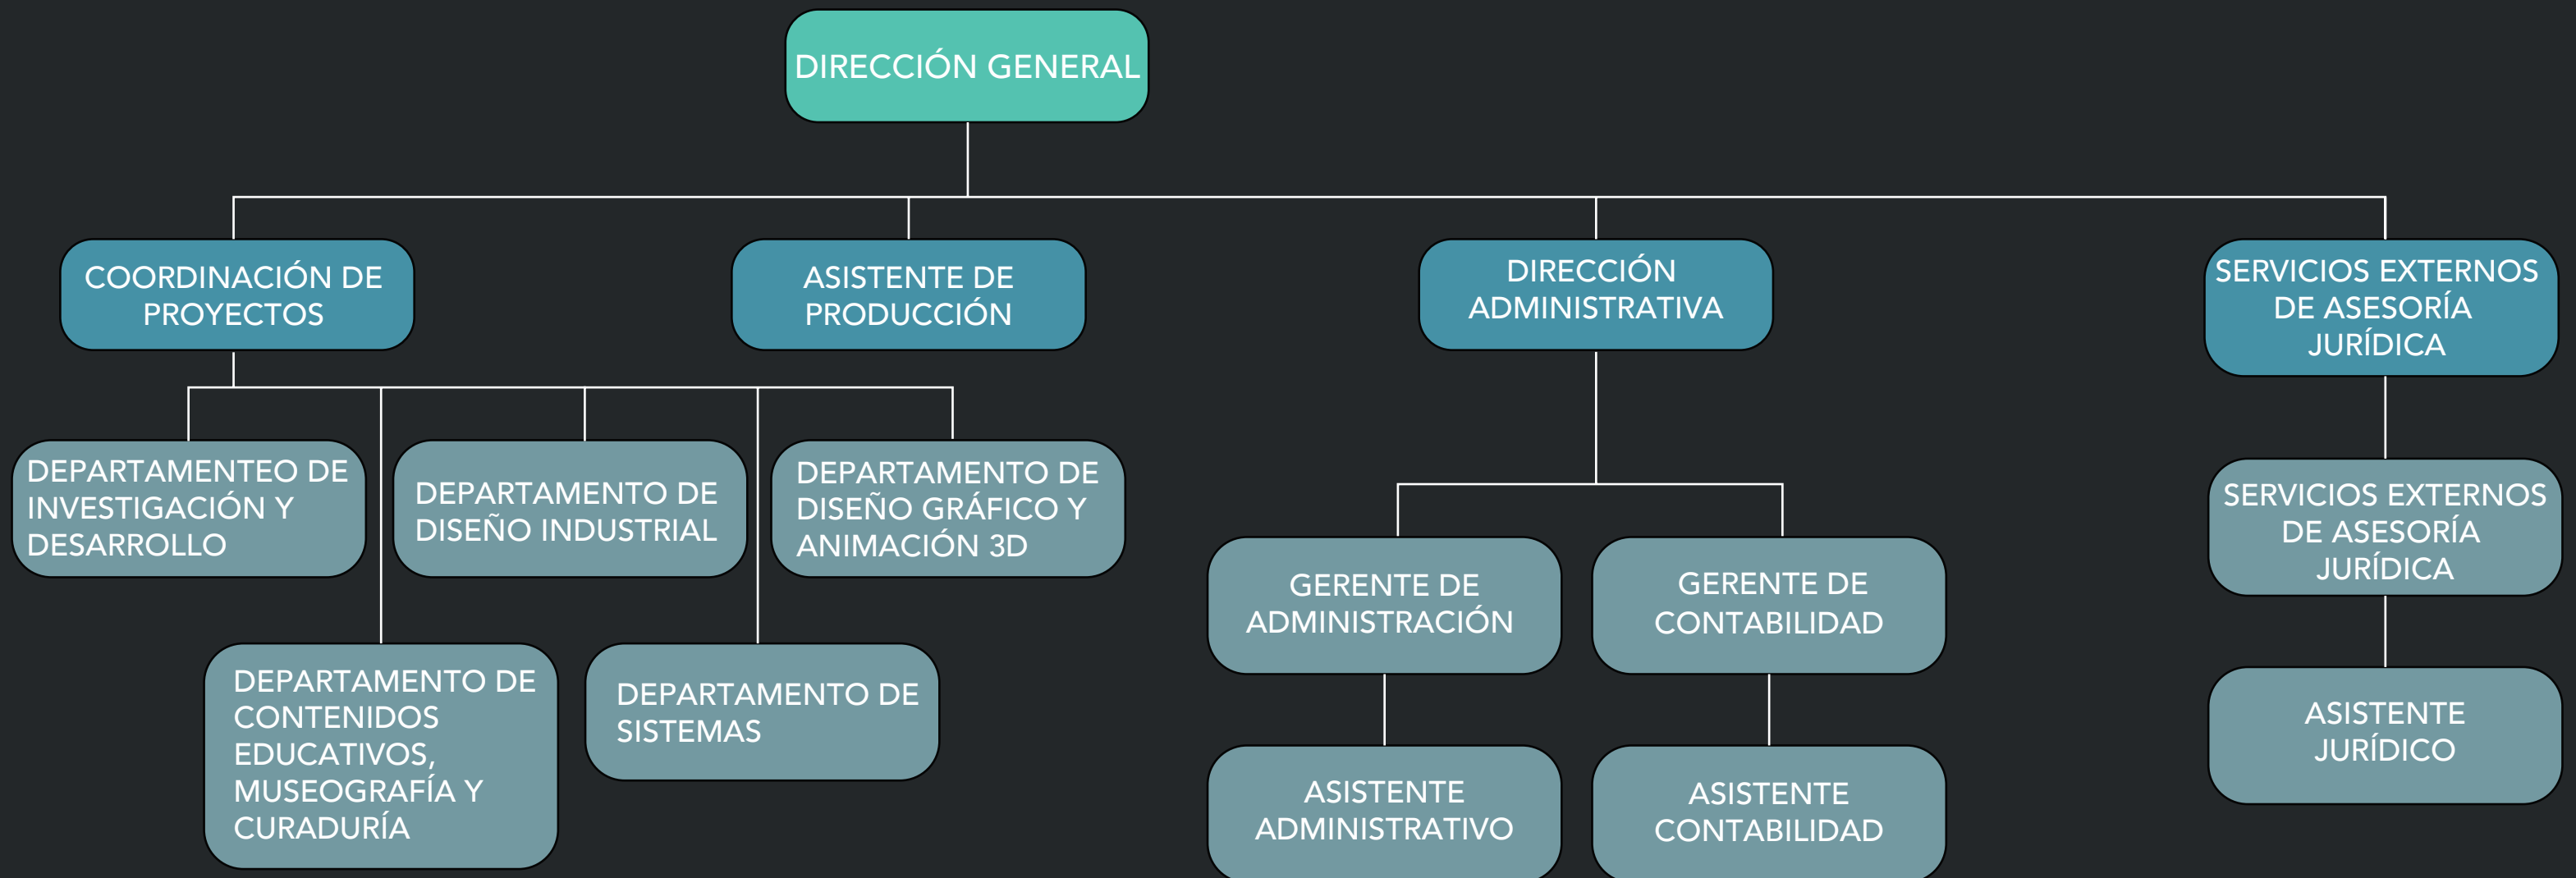 DIRECCIÓN GENERAL
COORDINACIÓN DE
PROYECTOS
ASISTENTE DE
PRODUCCIÓN
DIRECCIÓN
ADMINISTRATIVA
SERVICIOS EXTERNOS
DE ASESORÍA
JURÍDICA
DEPARTAMENTEO DE
INVESTIGACIÓN Y
DESARROLLO
DEPARTAMENTO DE
DISEÑO INDUSTRIAL
DEPARTAMENTO DE
DISEÑO GRÁFICO Y
ANIMACIÓN 3D
DEPARTAMENTO DE
CONTENIDOS
EDUCATIVOS,
MUSEOGRAFÍA Y
CURADURÍA
DEPARTAMENTO DE
SISTEMAS
GERENTE DE
ADMINISTRACIÓN
GERENTE DE
CONTABILIDAD
ASISTENTE
ADMINISTRATIVO
ASISTENTE
CONTABILIDAD
SERVICIOS EXTERNOS
DE ASESORÍA
JURÍDICA
ASISTENTE
JURÍDICO